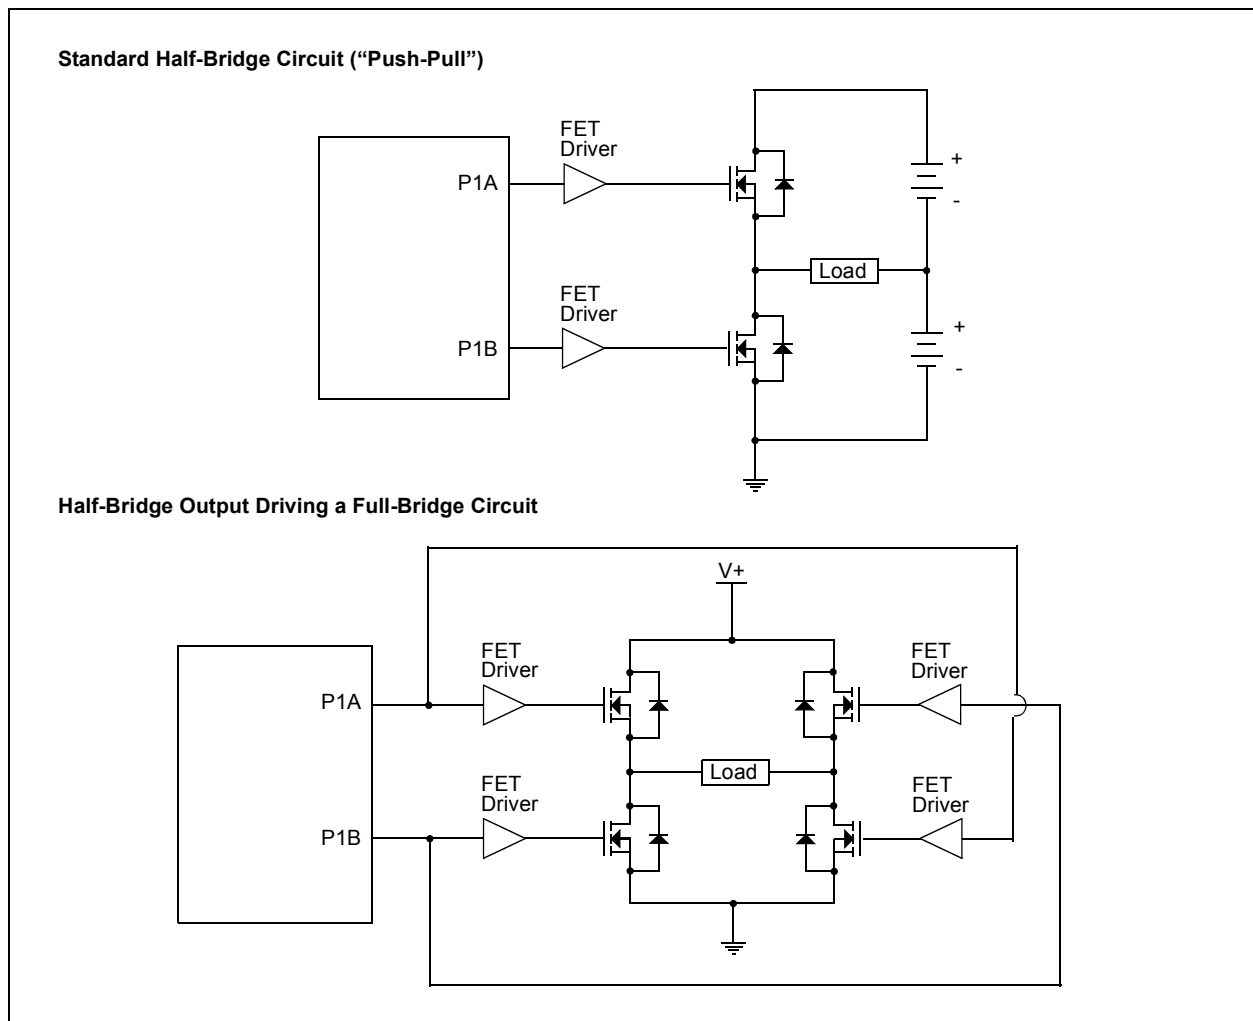 Standard Half-Bridge Circuit (“Push-Pull”)
FET
Driver
P1A
+
-
Load
FET
Driver
P1B
+
-
Half-Bridge Output Driving a Full-Bridge Circuit
V+
FET
Driver
FET
Driver
P1A
Load
FET
Driver
FET
Driver
P1B